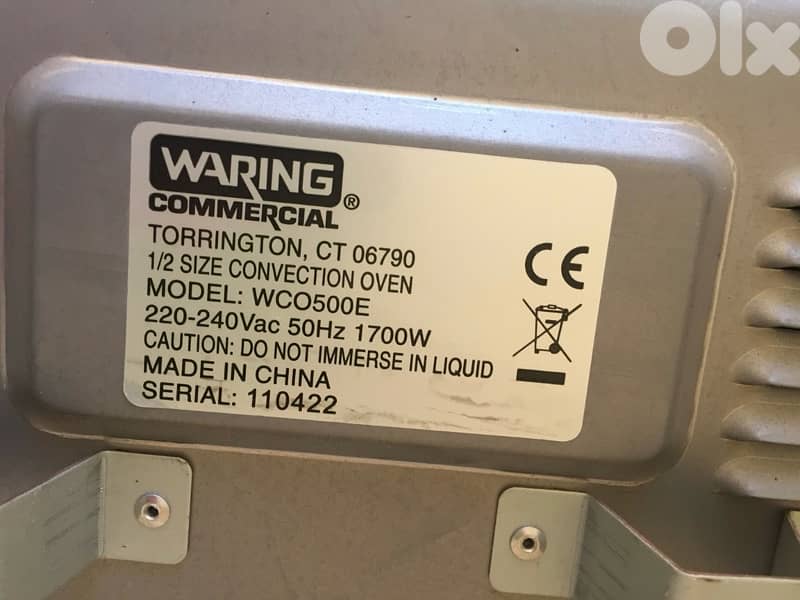 Olx
WARING
COMMERCIAL®
TORRINGTON, CT 06790
1/2 SIZE CONVECTION OVEN
MODEL: WCO500E
220-240Vac 50Hz 1700W
CAUTION: DO NOT IMMERSE IN LIQUID
MADE IN CHINA
SERIAL: 110422
CE